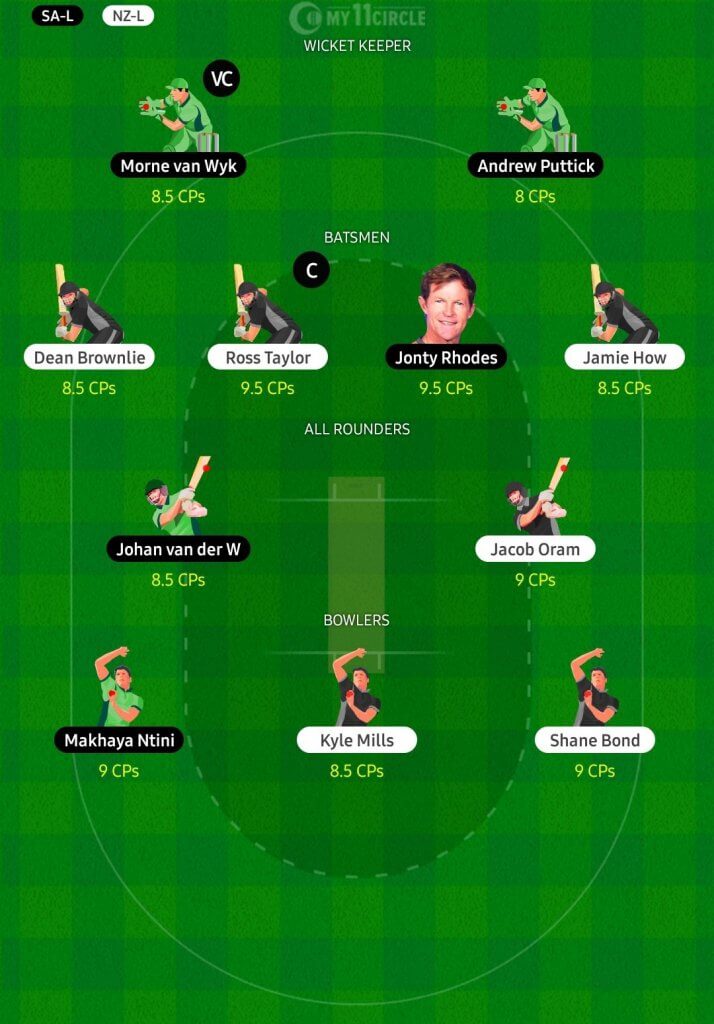 SA-L NZ-L MY11CIRCLE
WICKET KEEPER
VC
Morne van Wyk Andrew Puttick
8.5 CPs 8 CPs
BATSMEN
C
Dean Brownlie Ross Taylor Jonty Rhodes Jamie How
8.5 CPs 9.5 CPs 9.5 CPs 8.5 CPs
ALL ROUNDERS
Johan van der W Jacob Oram
8.5 CPs 9 CPs
BOWLERS
Makhaya Ntini Kyle Mills Shane Bond
9 CPs 8.5 CPs 9 CPs